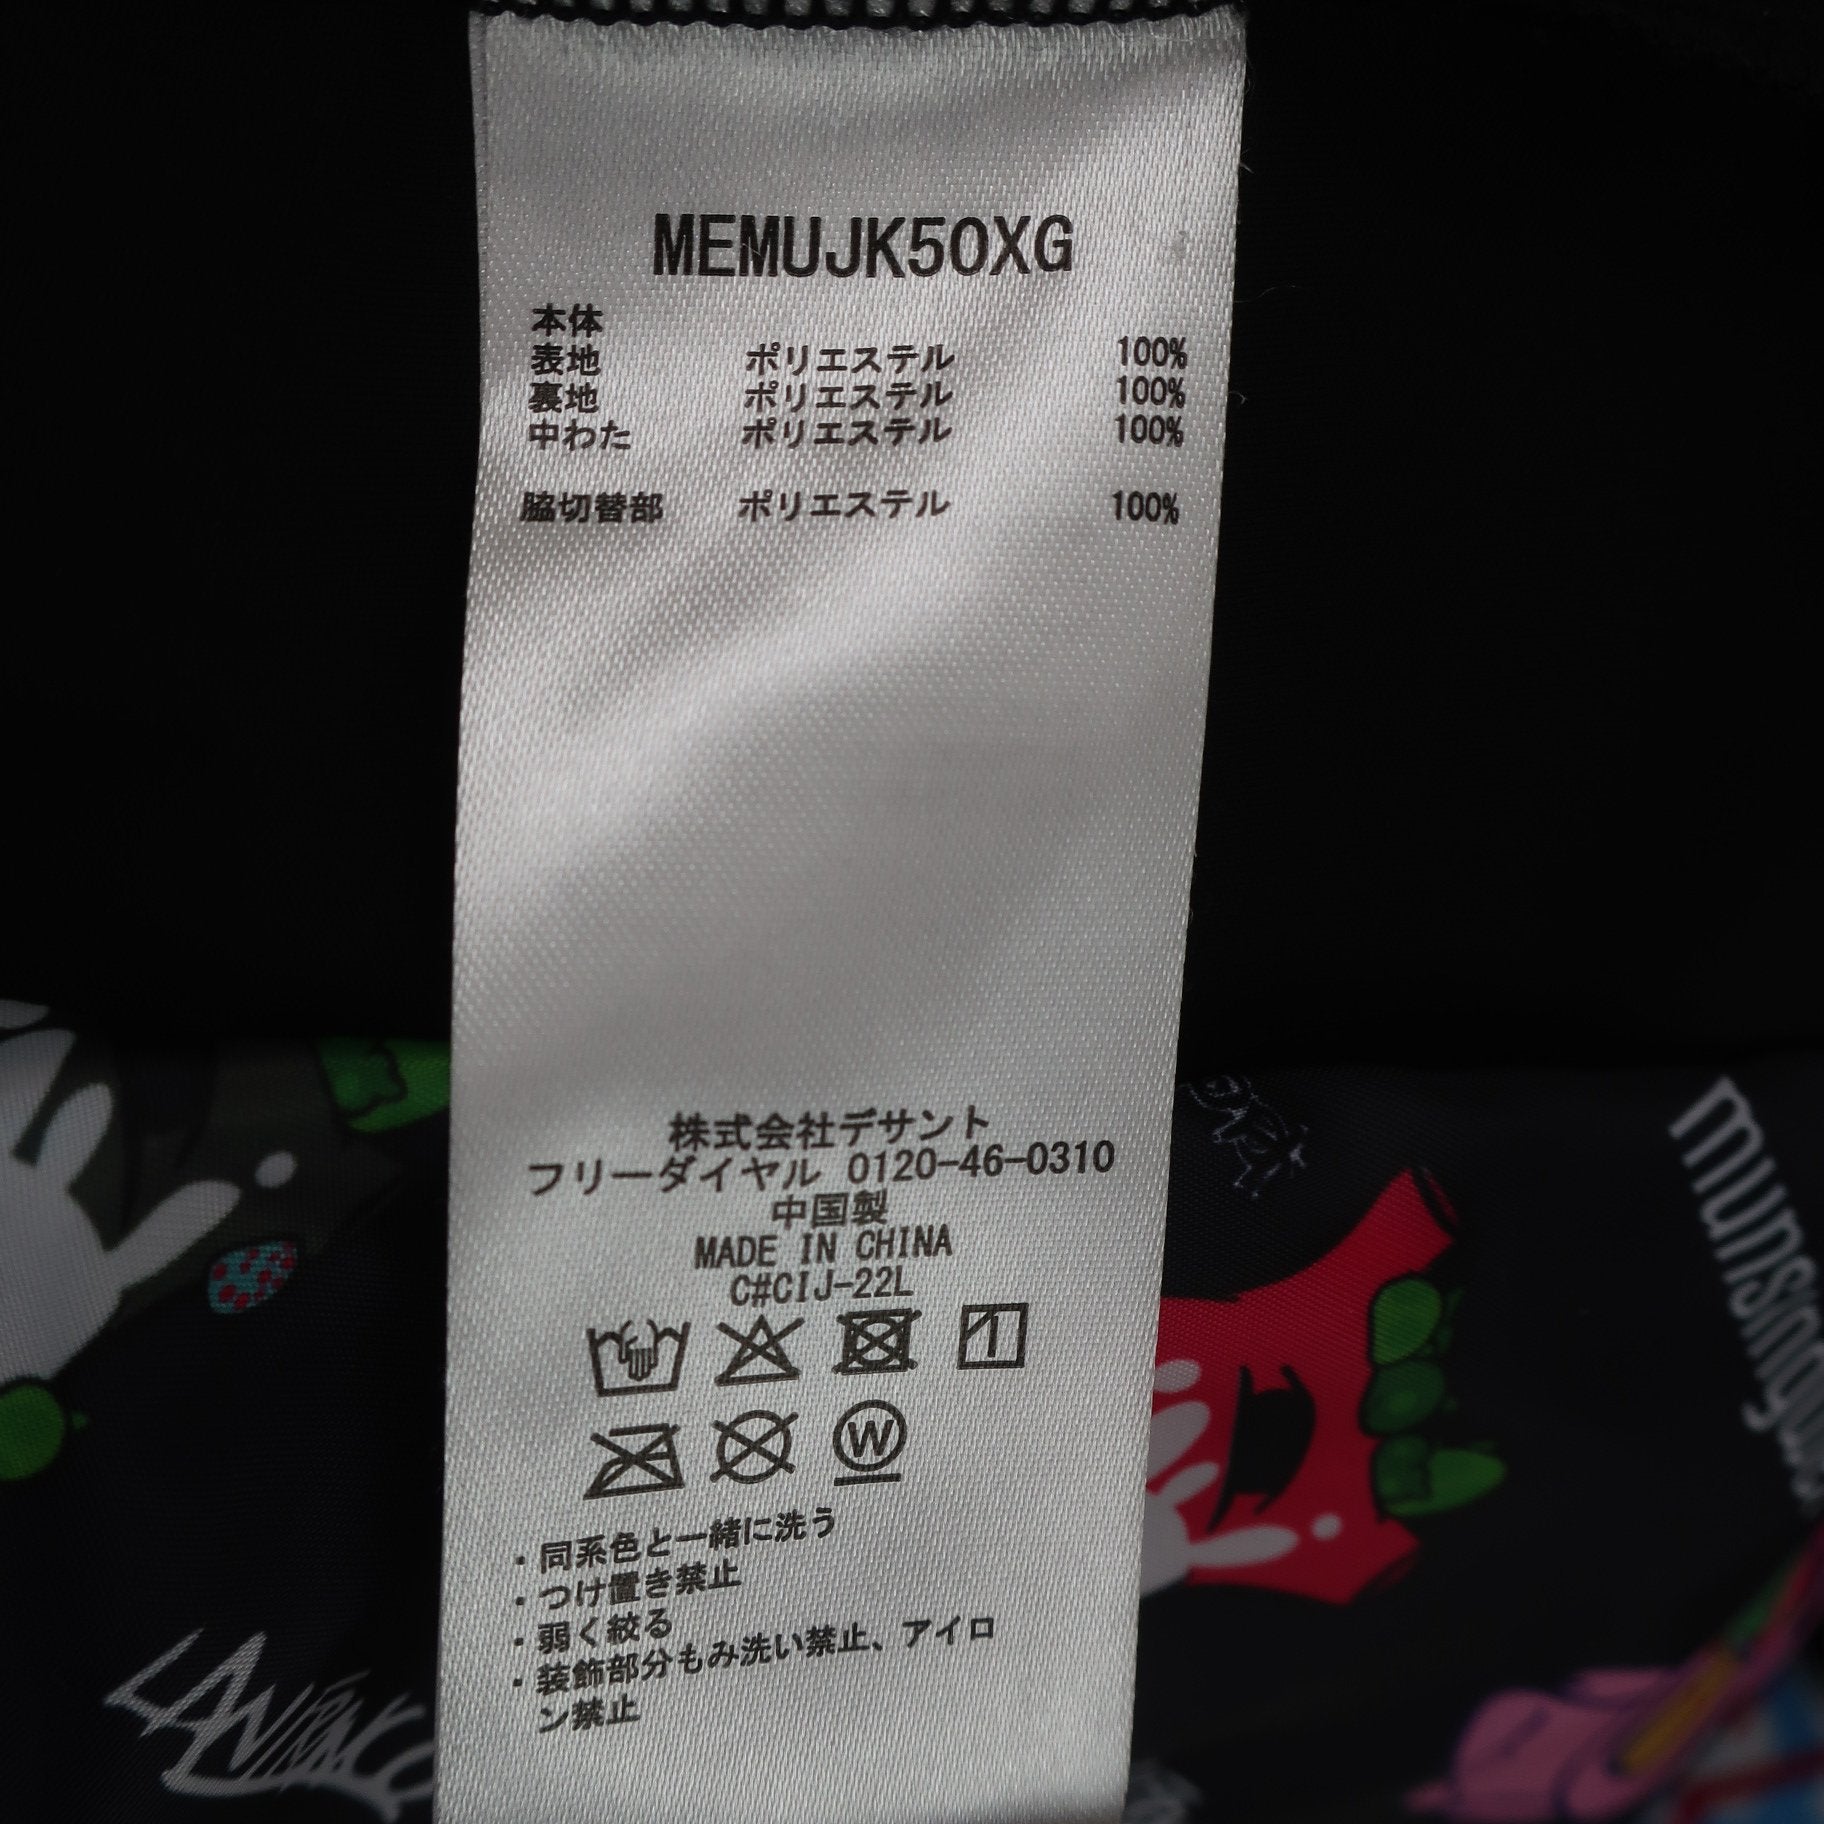 MEMUJK50XG
本体
表地 ポリエステル 100%
裏地 ポリエステル 100%
中わた ポリエステル 100%
脇切替部 ポリエステル 100%
株式会社デサント
フリーダイヤル 0120-46-0310
中国製
MADE IN CHINA
C#CIJ-22L
W
・同系色と一緒に洗う
・つけ置き禁止
・弱く絞る
・装飾部分もみ洗い禁止、アイロ
ン禁止